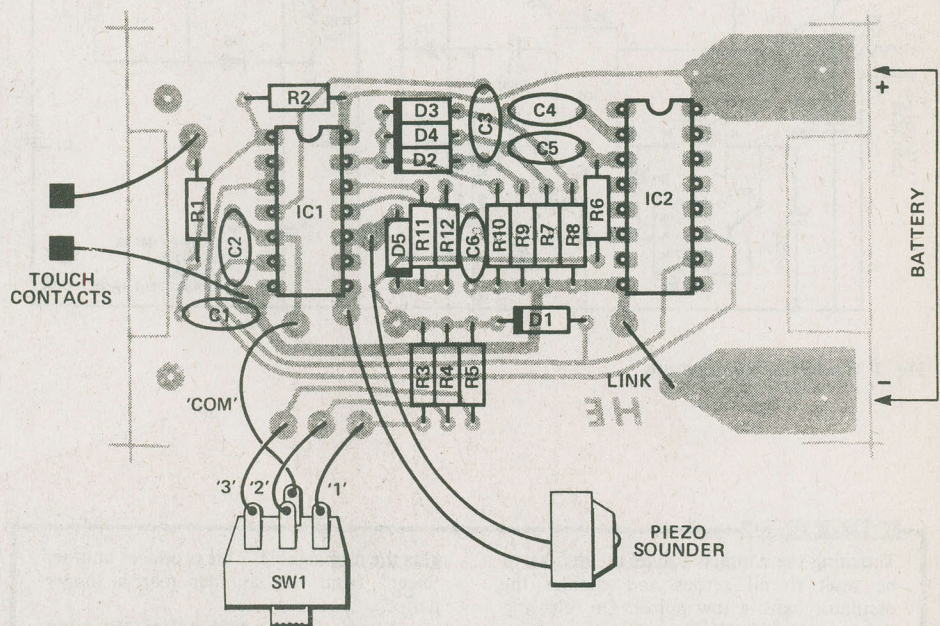 R2
D3
D4
D2
C3
C4
C5
+
R1
IC1
C2
D5
R11
R12
C6
R10
R9
R7
R8
R6
IC2
BATTERY
TOUCH
CONTACTS
C1
D1
R3
R4
R5
LINK
HE
–
'COM'
'3'
'2'
'1'
SW1
PIEZO
SOUNDER